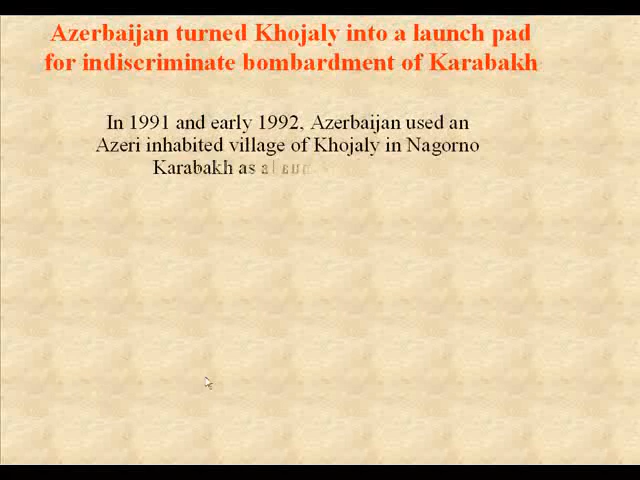 Azerbaijan turned Khojaly into a launch pad
for indiscriminate bombardment of Karabakh
In 1991 and early 1992, Azerbaijan used an
Azeri inhabited village of Khojaly in Nagorno
Karabakh as a